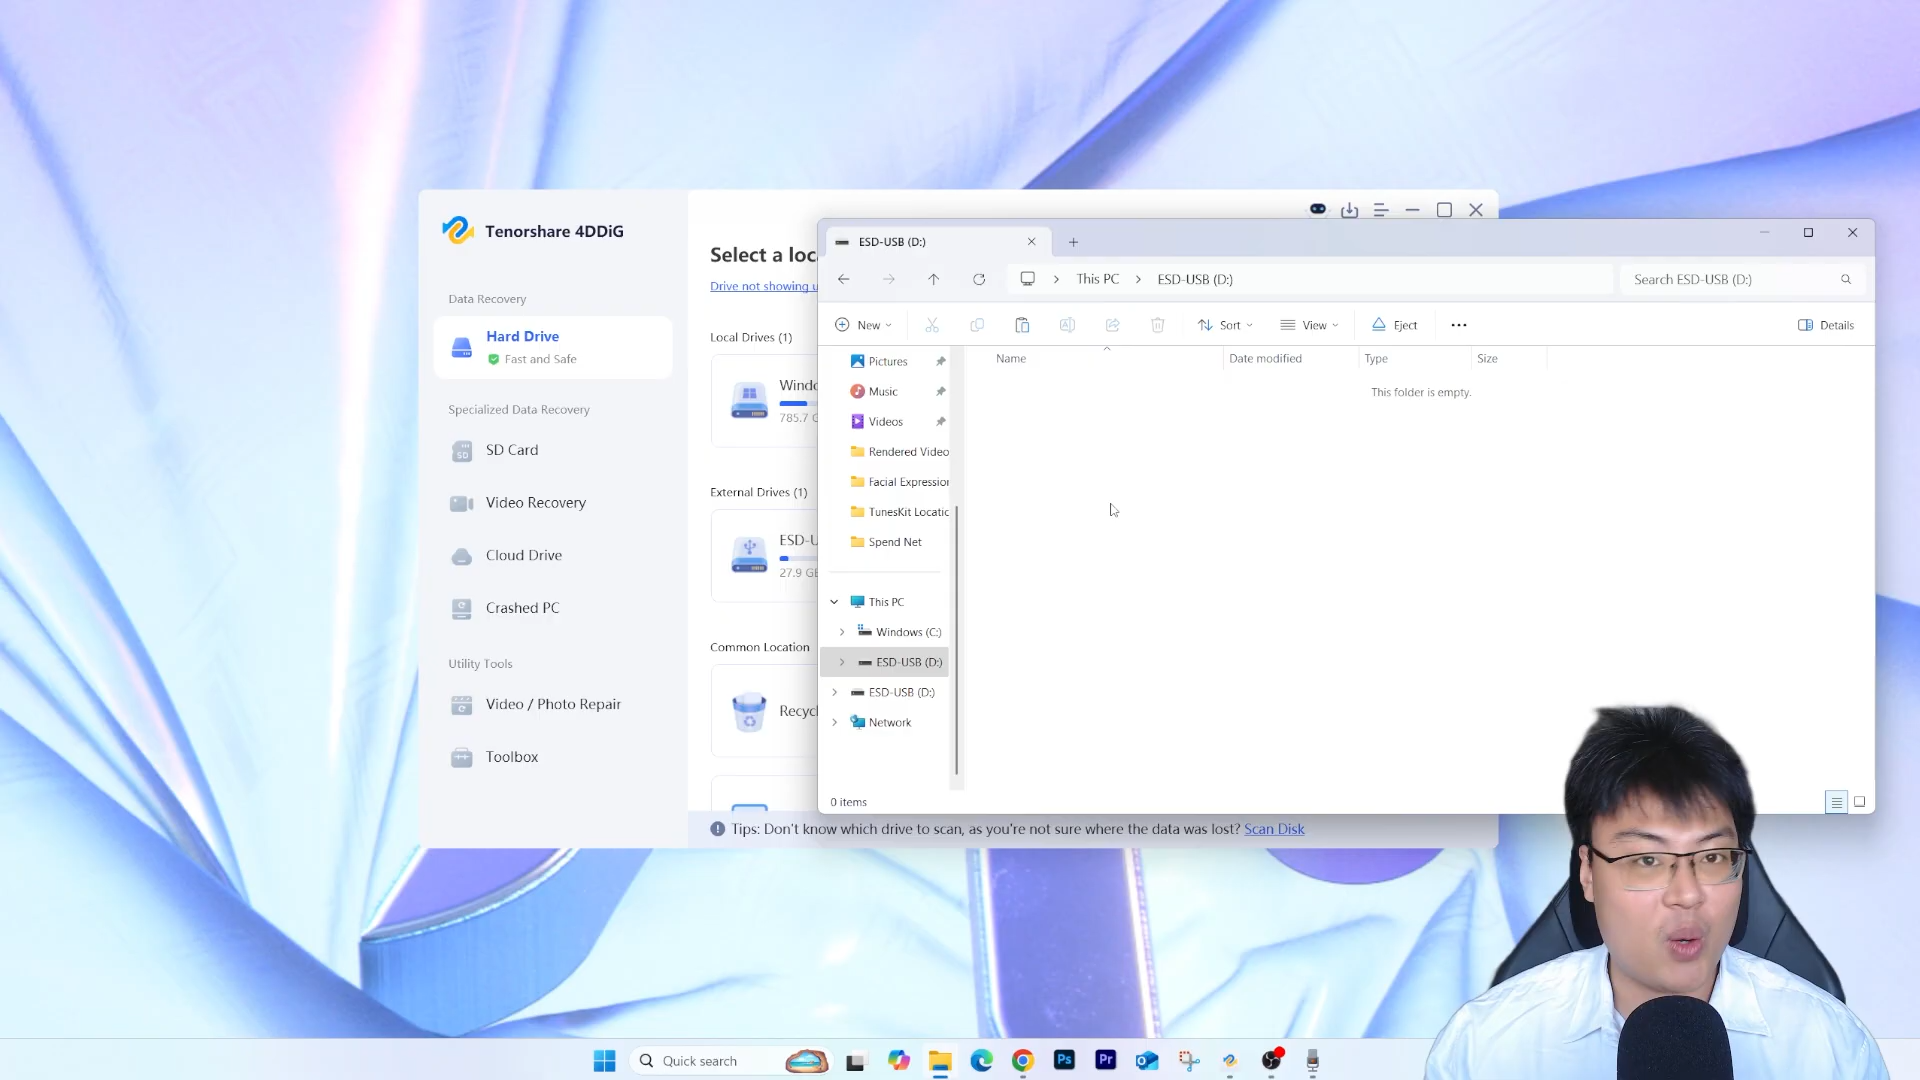 Tenorshare 4DDiG
Data Recovery
Hard Drive
Fast and Safe
Specialized Data Recovery
SD Card
Video Recovery
Cloud Drive
Crashed PC
Utility Tools
Video / Photo Repair
Toolbox
Select a loc
Drive not showing u
Local Drives (1)
Windo
785.7 G
External Drives (1)
ESD-U
27.9 GB
Common Location
Recycl
Tips: Don't know which drive to scan, as you're not sure where the data was lost? Scan Disk
ESD-USB (D:)
This PC > ESD-USB (D:)
Search ESD-USB (D:)
New
Sort
View
Eject
Details
Name
Date modified
Type
Size
This folder is empty.
Pictures
Music
Videos
Rendered Video
Facial Expression
TunesKit Locatic
Spend Net
This PC
Windows (C:)
ESD-USB (D:)
ESD-USB (D:)
Network
0 items
Quick search
Ps
Pr